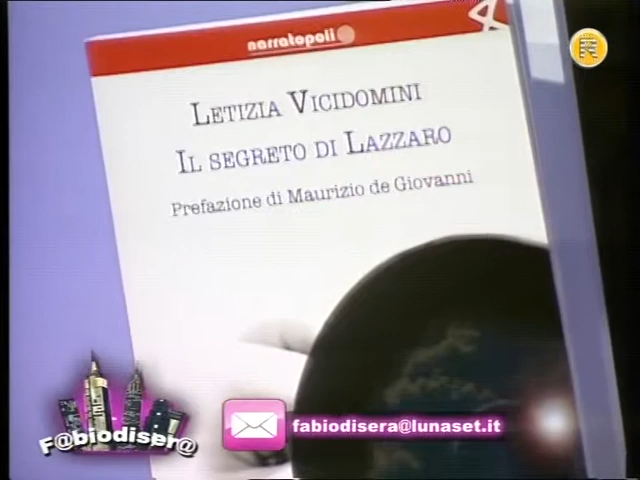 narratopoli
LETIZIA VICIDOMINI
IL SEGRETO DI LAZZARO
Prefazione di Maurizio de Giovanni
F@biodiser@
fabiodisera@lunaset.it